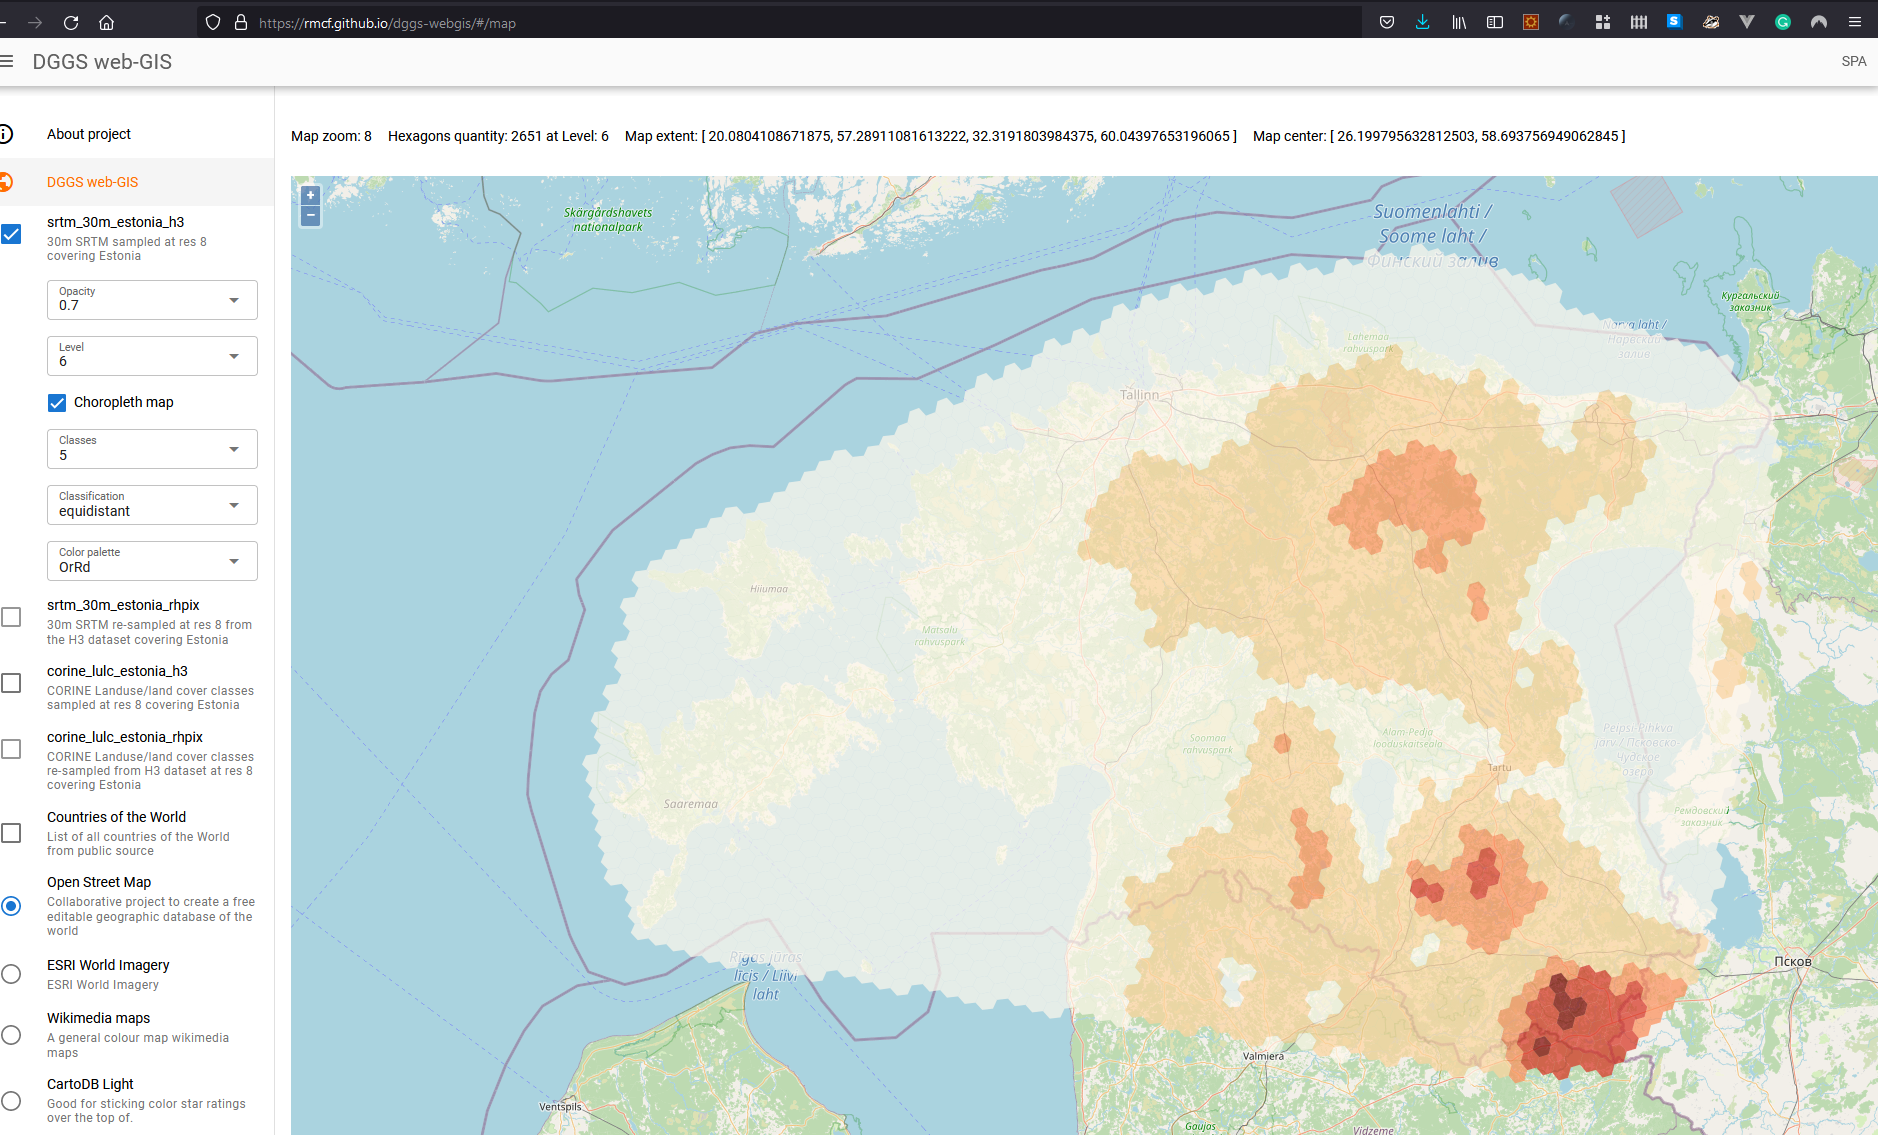 https://rmcf.github.io/dggs-webgis/#/map
DGGS web-GIS
SPA
About project
DGGS web-GIS
srtm_30m_estonia_h3
30m SRTM sampled at res 8
covering Estonia
Opacity
0.7
Level
6
Choropleth map
Classes
5
Classification
equidistant
Color palette
OrRd
srtm_30m_estonia_rhpix
30m SRTM re-sampled at res 8 from
the H3 dataset covering Estonia
corine_lulc_estonia_h3
CORINE Landuse/land cover classes
sampled at res 8 covering Estonia
corine_lulc_estonia_rhpix
CORINE Landuse/land cover classes
re-sampled from H3 dataset at res 8
covering Estonia
Countries of the World
List of all countries of the World
from public source
Open Street Map
Collaborative project to create a free
editable geographic database of the
world
ESRI World Imagery
ESRI World Imagery
Wikimedia maps
A general colour map wikimedia
maps
CartoDB Light
Good for sticking color star ratings
over the top of.
Map zoom: 8 Hexagons quantity: 2651 at Level: 6 Map extent: [ 20.0804108671875, 57.28911081613222, 32.3191803984375, 60.04397653196065 ] Map center: [ 26.199795632812503, 58.693756949062845 ]
+
−
Skärgårdshavets
nationalpark
Suomenlahti /
Soome laht /
Финский залив
Кургальский
заказник
Narva laht /
Нарвский
залив
Lahemaa
rahvuspark
Tallinn
Hiiumaa
Matsalu
rahvuspark
Soomaa
rahvuspark
Alam-Pedja
looduskaitseala
Peipsi-Pihkva
järv / Псковско-
Чудское
озеро
Tartu
Saaremaa
Ремдовский
заказник
Rīgas jūras
līcis / Liivi
laht
Псков
Valmiera
Ventspils
Gaujas
Vidzeme